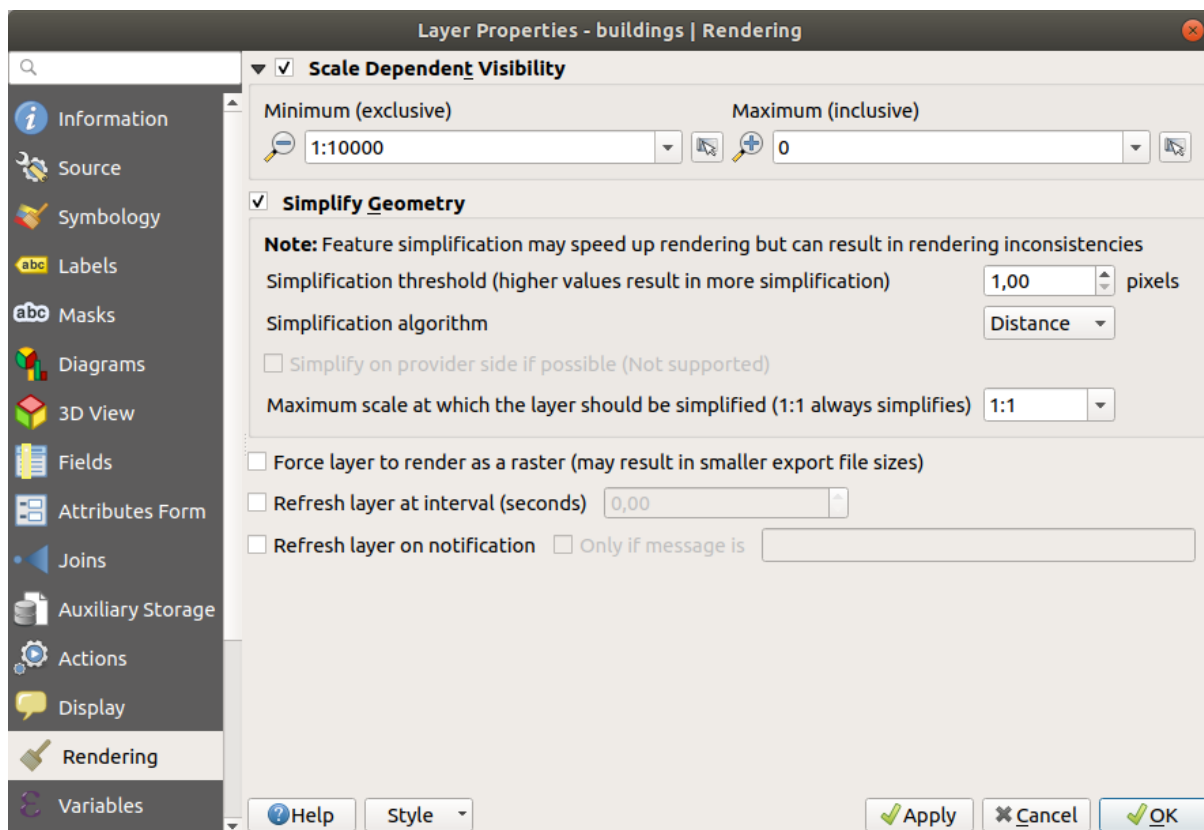 Layer Properties - buildings | Rendering
Information
Source
Symbology
abc Labels
abc Masks
Diagrams
3D View
Fields
Attributes Form
Joins
Auxiliary Storage
Actions
Display
Rendering
Variables
Scale Dependent Visibility
Minimum (exclusive) Maximum (inclusive)
1:10000 0
Simplify Geometry
Note: Feature simplification may speed up rendering but can result in rendering inconsistencies
Simplification threshold (higher values result in more simplification) 1,00 pixels
Simplification algorithm Distance
Simplify on provider side if possible (Not supported)
Maximum scale at which the layer should be simplified (1:1 always simplifies) 1:1
Force layer to render as a raster (may result in smaller export file sizes)
Refresh layer at interval (seconds) 0,00
Refresh layer on notification Only if message is
Help Style Apply Cancel OK